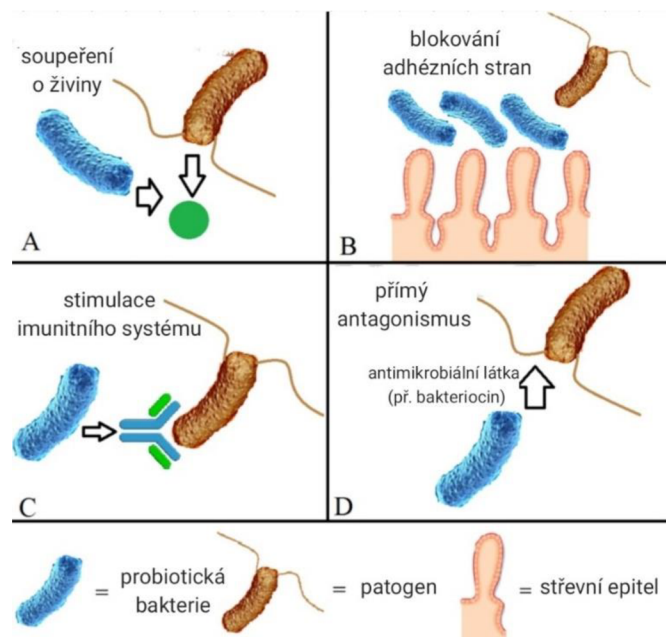 soupeření
o živiny
A
blokování
adhézních stran
B
stimulace
imunitního systému
C
přímý
antagonismus
antimikrobiální látka
(př. bakteriocin)
D
= probiotická
bakterie
= patogen
= střevní epitel